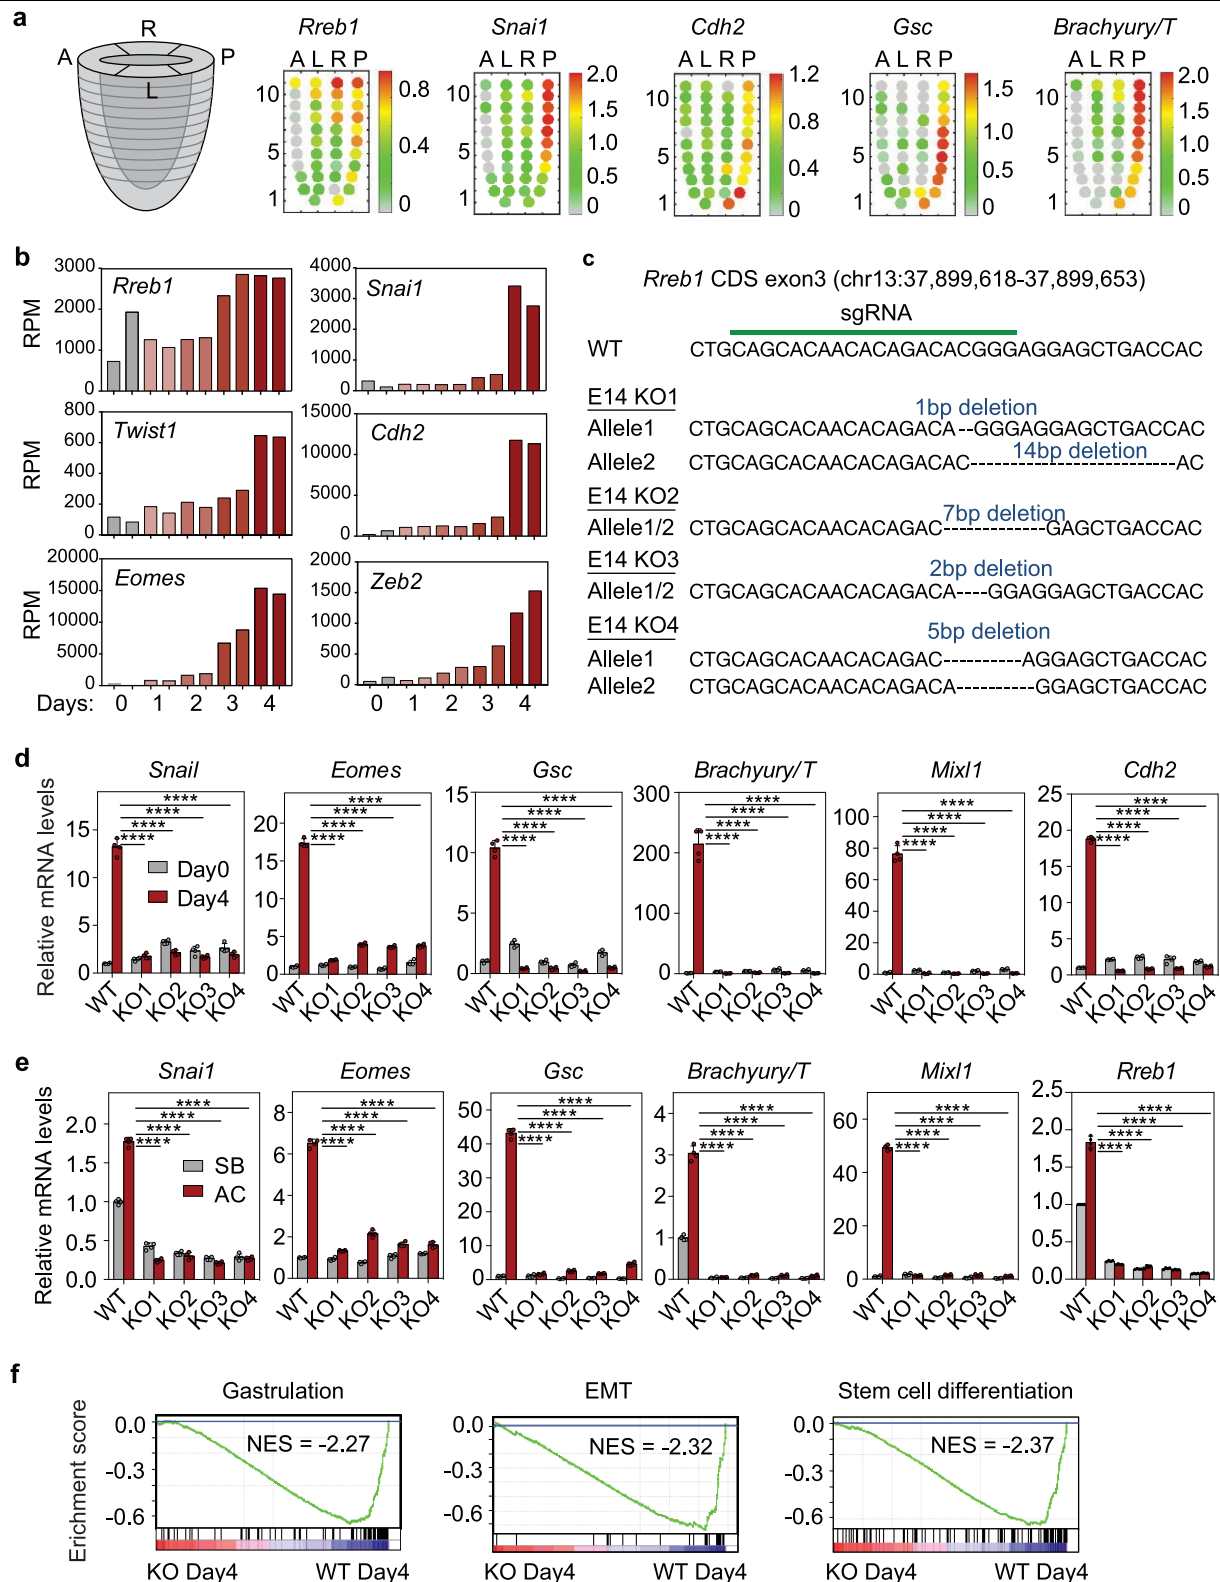 a
Rreb1 Snai1 Cdh2 Gsc Brachyury/T
R
A P
L
A L R P A L R P A L R P A L R P A L R P
10 5 1 0.8 0.4 0
10 5 1 2.0 1.5 1.0 0.5 0
10 5 1 1.2 0.8 0.4 0
10 5 1 1.5 1.0 0.5 0
10 5 1 2.0 1.5 1.0 0.5 0
b
RPM 3000 2000 1000 0 Rreb1
4000 3000 2000 1000 0 Snai1
RPM 800 600 400 200 0 Twist1
15000 10000 5000 0 Cdh2
RPM 20000 15000 10000 5000 0 Eomes
2000 1500 1000 500 0 Zeb2
Days: 0 1 2 3 4 0 1 2 3 4
c
Rreb1 CDS exon3 (chr13:37,899,618-37,899,653)
sgRNA
WT CTGCAGCACAACACAGACACGGGAGGAGCTGACCAC
E14 KO1
1bp deletion
Allele1 CTGCAGCACAACACAGACA--GGGAGGAGCTGACCAC
14bp deletion
Allele2 CTGCAGCACAACACAGACAC--------------------------AC
E14 KO2
7bp deletion
Allele1/2 CTGCAGCACAACACAGAC-------------GAGCTGACCAC
E14 KO3
2bp deletion
Allele1/2 CTGCAGCACAACACAGACA----GGAGGAGCTGACCAC
E14 KO4
5bp deletion
Allele1 CTGCAGCACAACACAGAC----------AGGAGCTGACCAC
Allele2 CTGCAGCACAACACAGACA----------GGAGCTGACCAC
d
Snail Eomes Gsc Brachyury/T Mixl1 Cdh2
Relative mRNA levels
15 10 5 0 **** **** **** **** Day0 Day4
20 15 10 5 0 **** **** **** ****
15 10 5 0 **** **** **** ****
300 200 100 0 **** **** **** ****
100 80 60 40 20 0 **** **** **** ****
25 20 15 10 5 0 **** **** **** ****
WT KO1 KO2 KO3 KO4 WT KO1 KO2 KO3 KO4 WT KO1 KO2 KO3 KO4 WT KO1 KO2 KO3 KO4 WT KO1 KO2 KO3 KO4 WT KO1 KO2 KO3 KO4
e
Snai1 Eomes Gsc Brachyury/T Mixl1 Rreb1
Relative mRNA levels
2.0 1.5 1.0 0.5 0.0 **** **** **** **** SB AC
8 6 4 2 0 **** **** **** ****
50 40 30 20 10 0 **** **** **** ****
4 3 2 1 0 **** **** **** ****
60 40 20 0 **** **** **** ****
2.5 2.0 1.5 1.0 0.5 0.0 **** **** **** ****
WT KO1 KO2 KO3 KO4 WT KO1 KO2 KO3 KO4 WT KO1 KO2 KO3 KO4 WT KO1 KO2 KO3 KO4 WT KO1 KO2 KO3 KO4 WT KO1 KO2 KO3 KO4
f
Gastrulation EMT Stem cell differentiation
Enrichment score
0.0 -0.3 -0.6 NES = -2.27
0.0 -0.3 -0.6 NES = -2.32
0.0 -0.3 -0.6 NES = -2.37
KO Day4 WT Day4 KO Day4 WT Day4 KO Day4 WT Day4